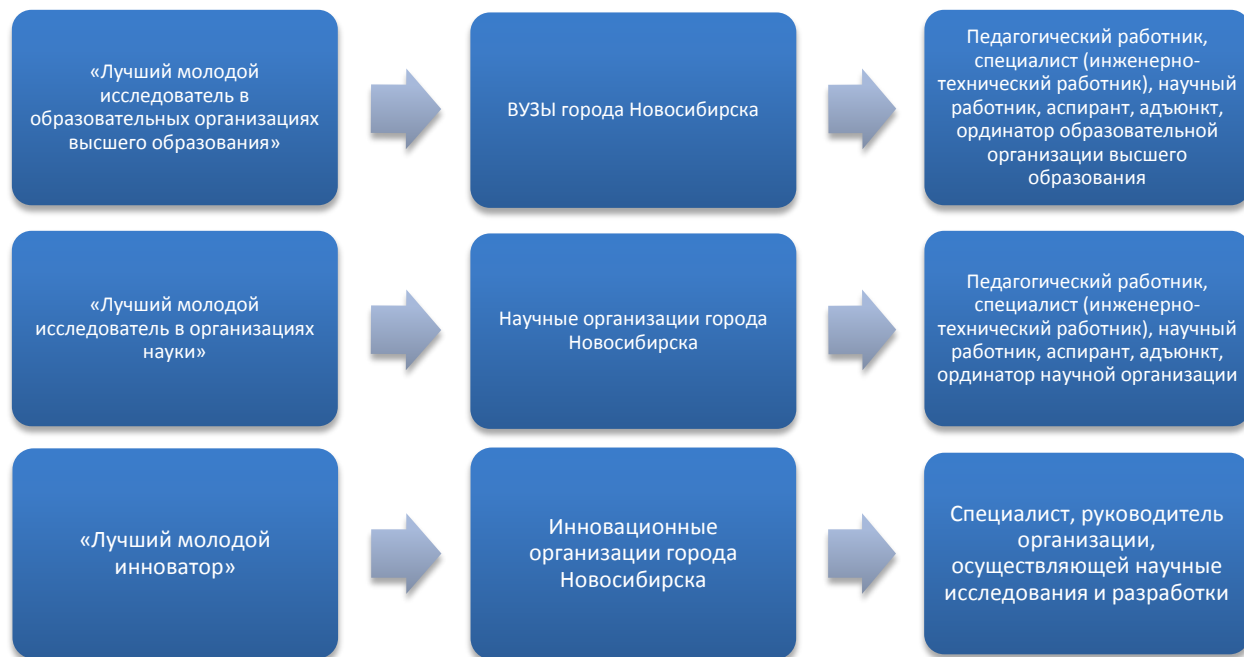 «Лучший молодой
исследователь в
образовательных организациях
высшего образования»
ВУЗЫ города Новосибирска
Педагогический работник,
специалист (инженерно-
технический работник), научный
работник, аспирант, адъюнкт,
ординатор образовательной
организации высшего
образования
«Лучший молодой
исследователь в организациях
науки»
Научные организации города
Новосибирска
Педагогический работник,
специалист (инженерно-
технический работник), научный
работник, аспирант, адъюнкт,
ординатор научной организации
«Лучший молодой
инноватор»
Инновационные
организации города
Новосибирска
Специалист, руководитель
организации,
осуществляющей научные
исследования и разработки